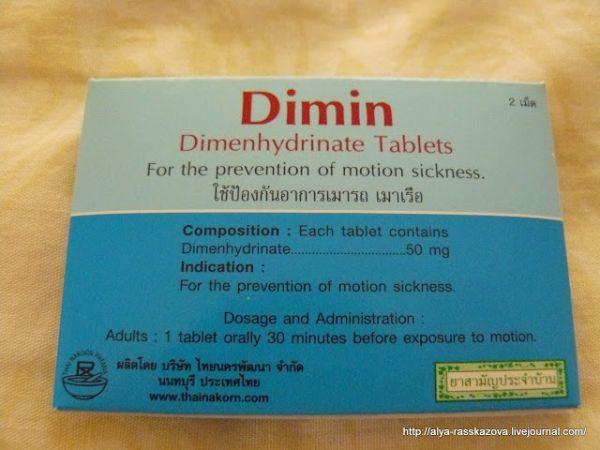 Dimin
2 เม็ด
Dimenhydrinate Tablets
For the prevention of motion sickness.
ใช้ป้องกันอาการเมารถ เมาเรือ
Composition : Each tablet contains
Dimenhydrinate................................50 mg
Indication :
For the prevention of motion sickness.
Dosage and Administration :
Adults : 1 tablet orally 30 minutes before exposure to motion.
ผลิตโดย บริษัท ไทยนครพัฒนา จำกัด
นนทบุรี ประเทศไทย
www.thainakorn.com
ยาสามัญประจำบ้าน
http://alya-rasskazova.livejournal.com/